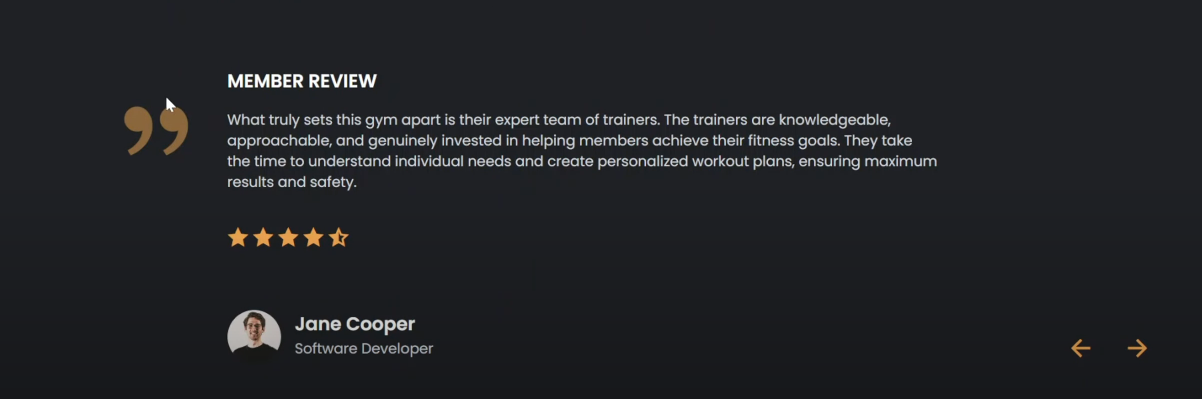 MEMBER REVIEW
What truly sets this gym apart is their expert team of trainers. The trainers are knowledgeable,
approachable, and genuinely invested in helping members achieve their fitness goals. They take
the time to understand individual needs and create personalized workout plans, ensuring maximum
results and safety.
Jane Cooper
Software Developer